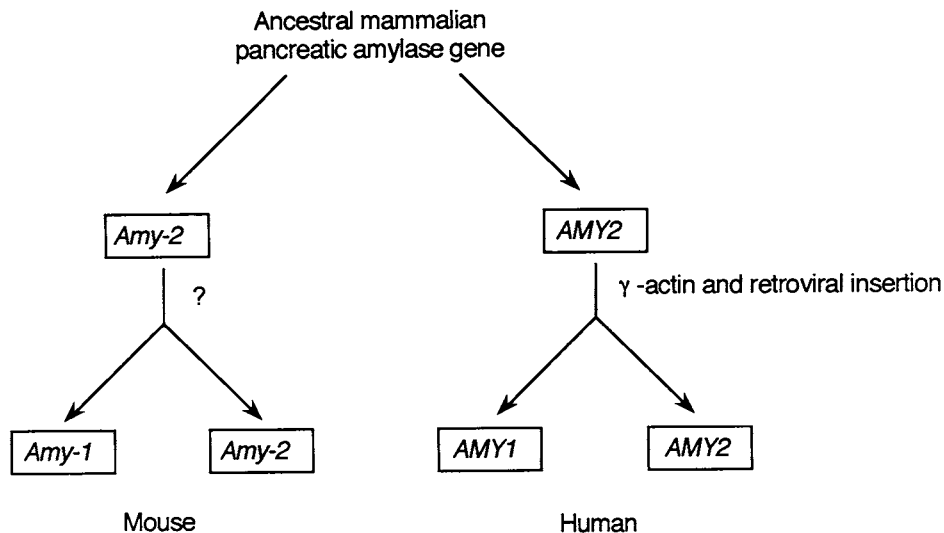 Ancestral mammalian
pancreatic amylase gene
Amy-2
AMY2
?
γ -actin and retroviral insertion
Amy-1
Amy-2
AMY1
AMY2
Mouse
Human